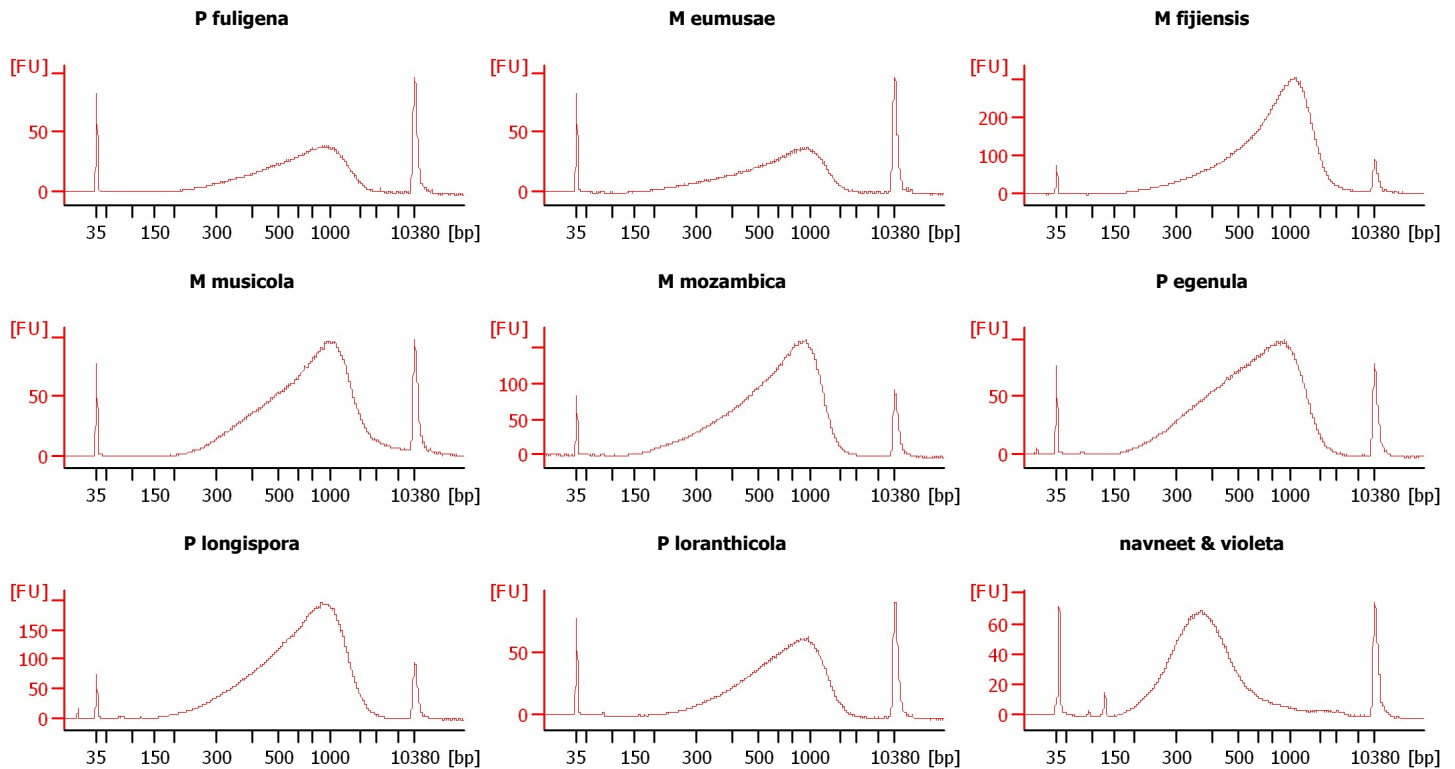 P fuligena
M eumusae
M fijiensis
[FU]
50
0
35 150 300 500 1000 10380 [bp]
[FU]
50
0
35 150 300 500 1000 10380 [bp]
[FU]
200
100
0
35 150 300 500 1000 10380 [bp]
M musicola
M mozambica
P egenula
[FU]
50
0
35 150 300 500 1000 10380 [bp]
[FU]
100
50
0
35 150 300 500 1000 10380 [bp]
[FU]
50
0
35 150 300 500 1000 10380 [bp]
P longispora
P loranthicola
navneet & violeta
[FU]
150
100
50
0
35 150 300 500 1000 10380 [bp]
[FU]
50
0
35 150 300 500 1000 10380 [bp]
[FU]
60
40
20
0
35 150 300 500 1000 10380 [bp]